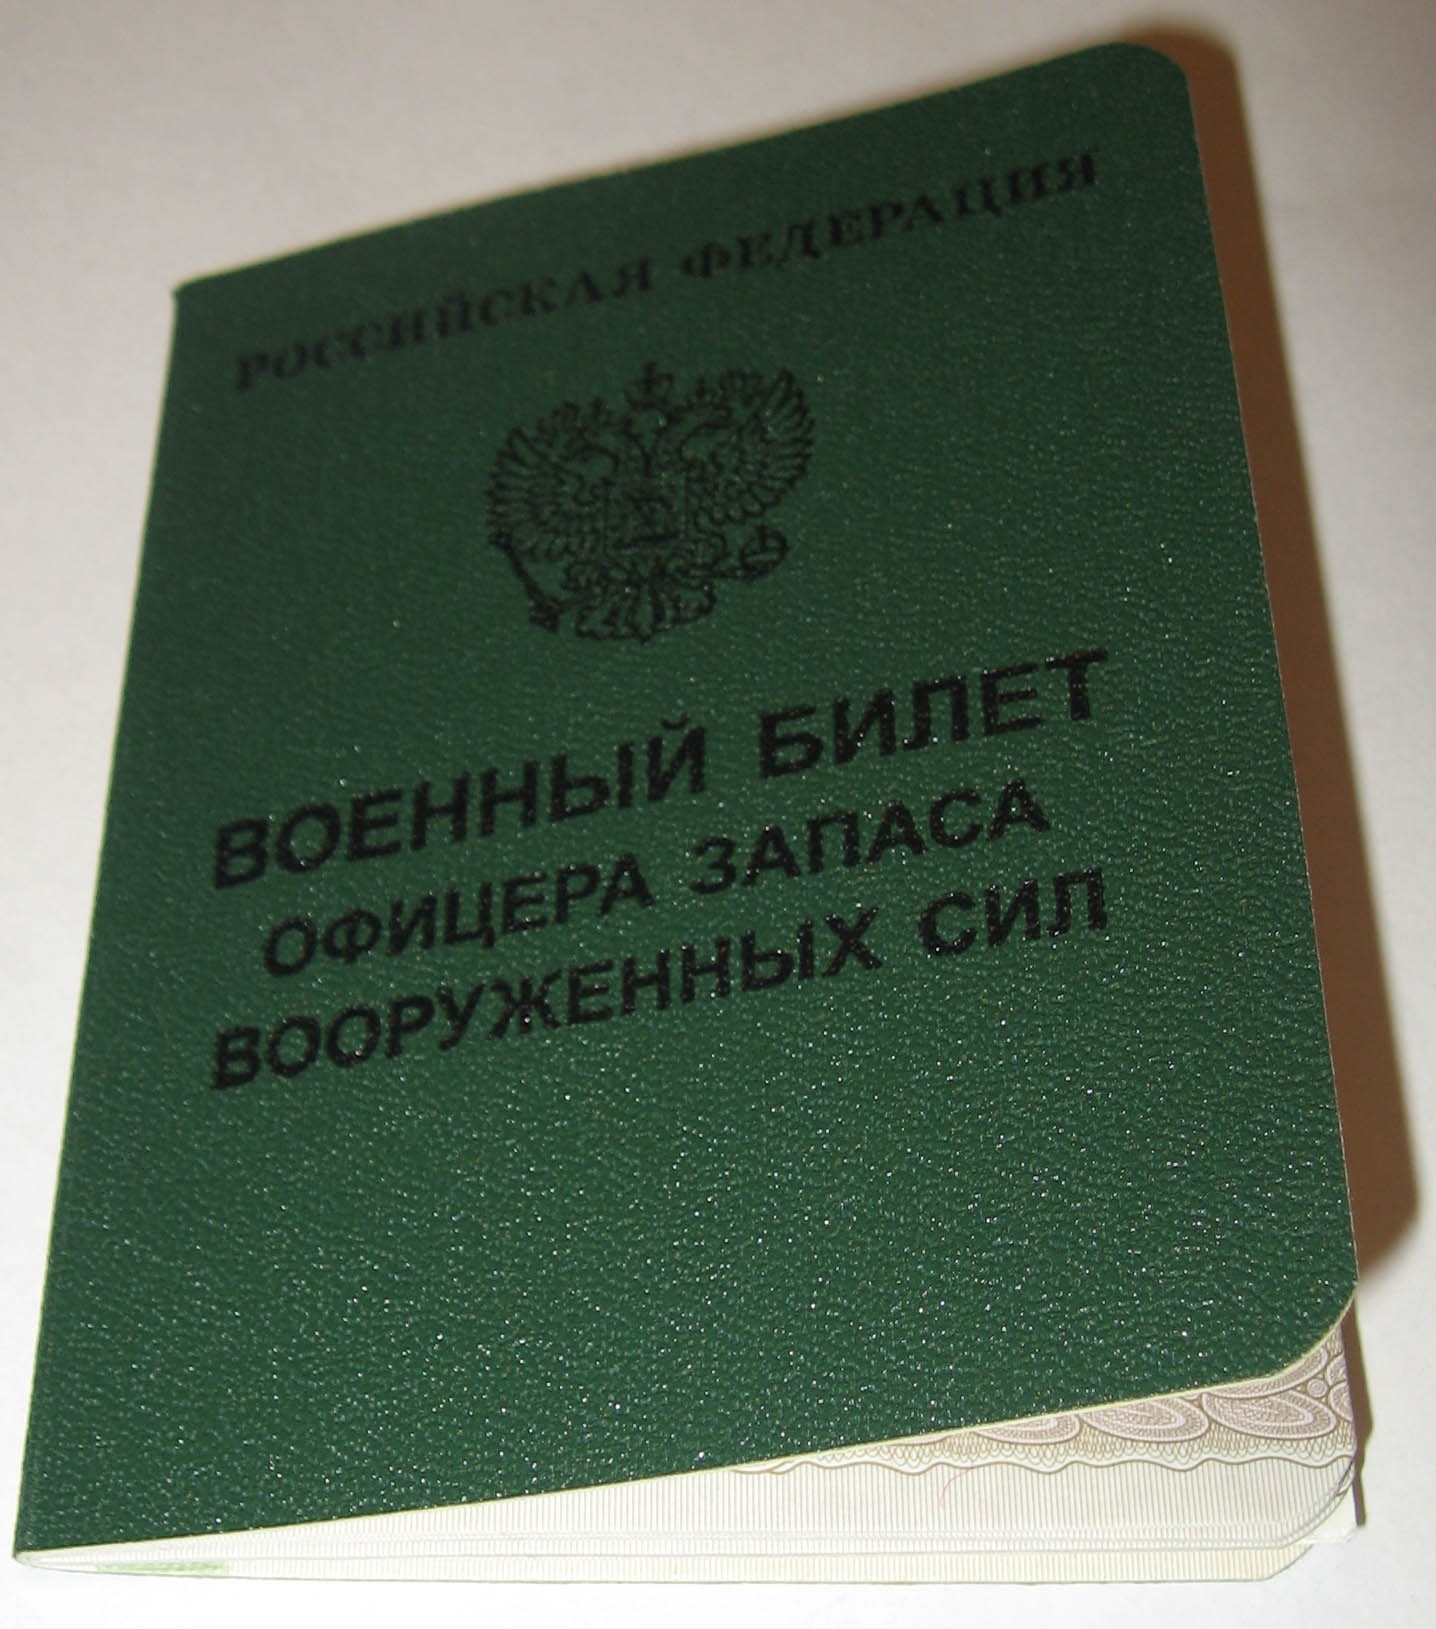 РОССИЙСКАЯ ФЕДЕРАЦИЯ
ВОЕННЫЙ БИЛЕТ
ОФИЦЕРА ЗАПАСА
ВООРУЖЕННЫХ СИЛ